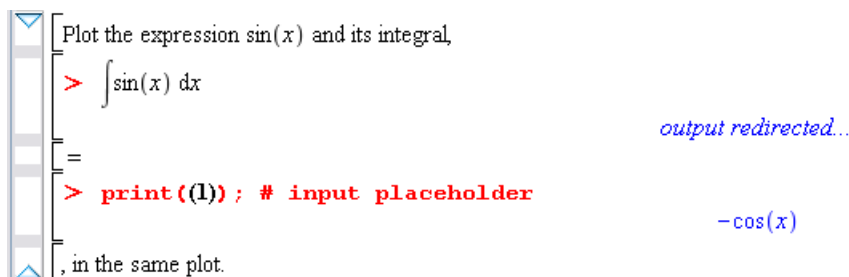 Plot the expression sin(x) and its integral,
> ∫sin(x) dx
output redirected...
=
> print((1)); # input placeholder
−cos(x)
, in the same plot.